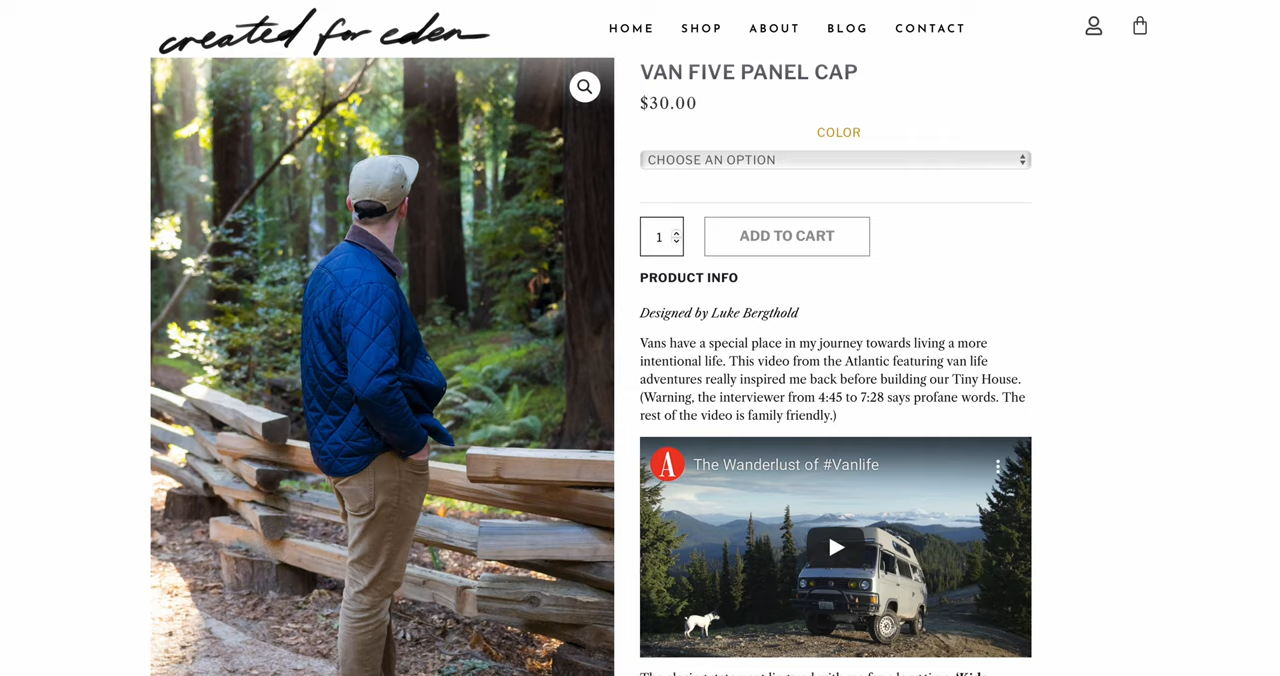 created for eden
HOME SHOP ABOUT BLOG CONTACT
VAN FIVE PANEL CAP
$30.00
COLOR
CHOOSE AN OPTION
1
ADD TO CART
PRODUCT INFO
Designed by Luke Bergthold
Vans have a special place in my journey towards living a more
intentional life. This video from the Atlantic featuring van life
adventures really inspired me back before building our Tiny House.
(Warning, the interviewer from 4:45 to 7:28 says profane words. The
rest of the video is family friendly.)
A The Wanderlust of #Vanlife